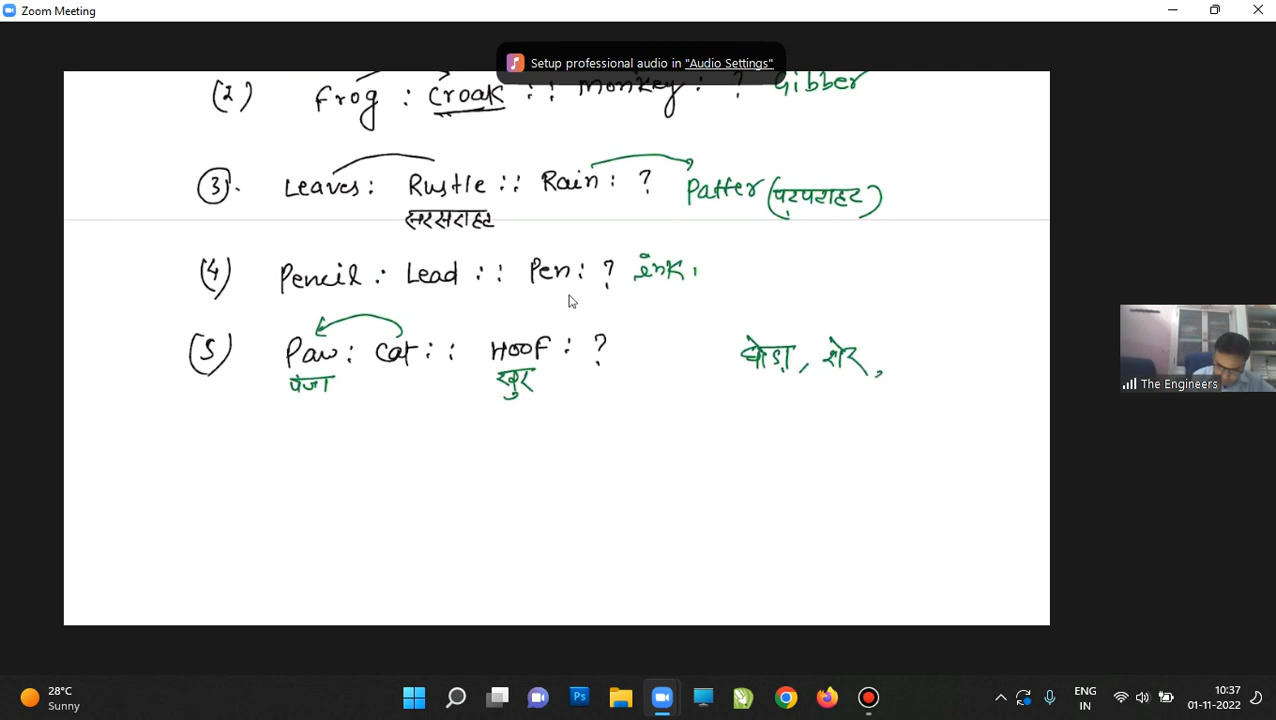 Zoom Meeting
Setup professional audio in "Audio Settings"
(2) Frog : Croak : : Monkey : ? Gibber
(3). Leaves : Rustle : : Rain : ? Patter (परपराहट)
सरसराहट
(4) Pencil : Lead : : Pen : ? ink.
(5) Paw : Cat : : Hoof : ? घोड़ा, शेर,
पंजा खुर
The Engineers
28°C
Sunny
Ps
ENG
IN
10:37
01-11-2022